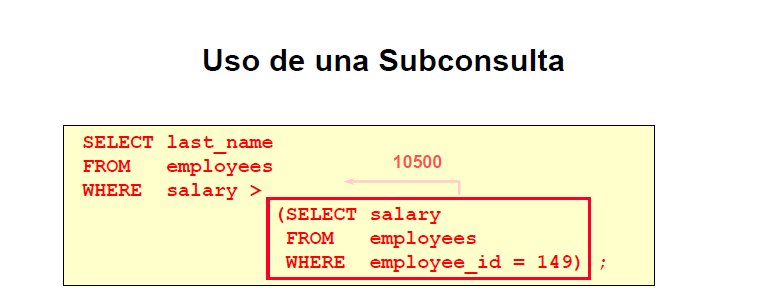 Uso de una Subconsulta
SELECT last_name
FROM employees
10500
WHERE salary >
(SELECT salary
FROM employees
WHERE employee_id = 149) ;